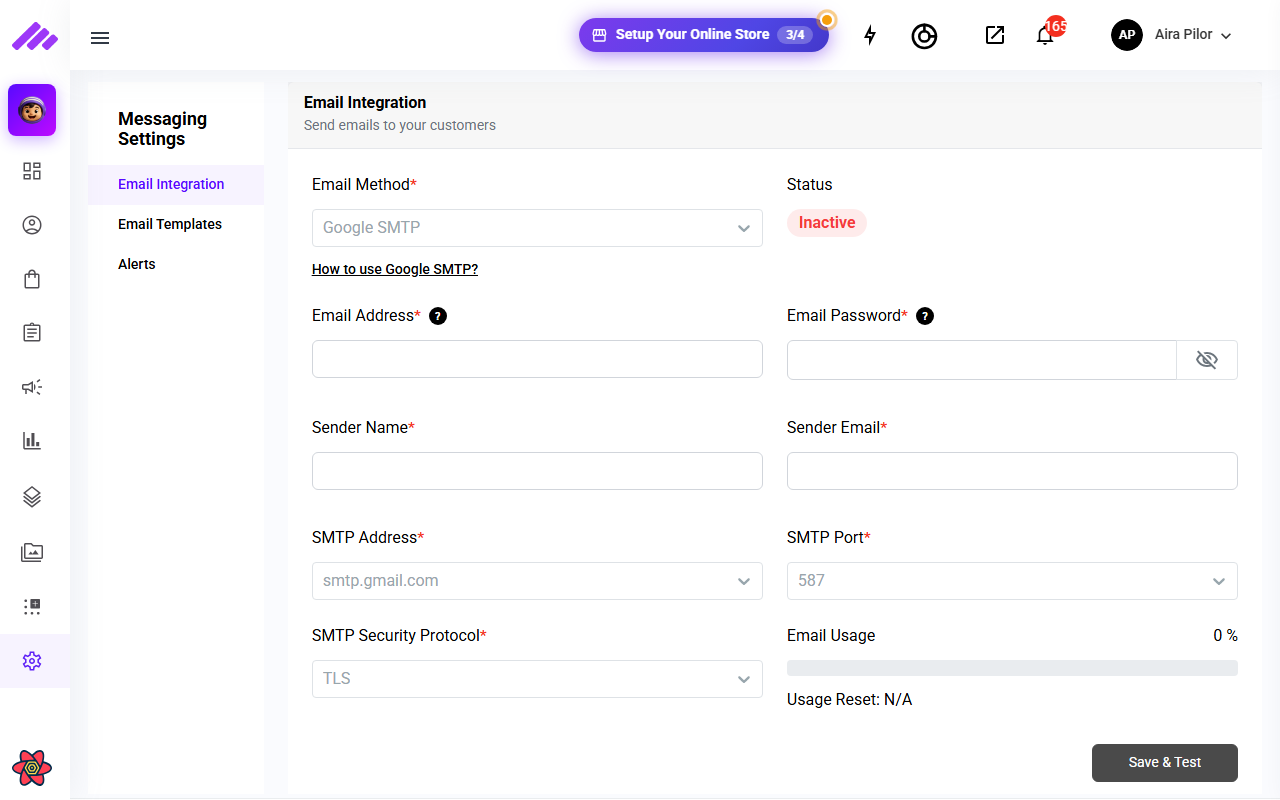 Setup Your Online Store 3/4
165
AP Aira Pilor
Messaging
Settings
Email Integration
Email Templates
Alerts
Email Integration
Send emails to your customers
Email Method*
Status
Google SMTP
Inactive
How to use Google SMTP?
Email Address* ?
Email Password* ?
Sender Name*
Sender Email*
SMTP Address*
SMTP Port*
smtp.gmail.com
587
SMTP Security Protocol*
Email Usage 0 %
TLS
Usage Reset: N/A
Save & Test